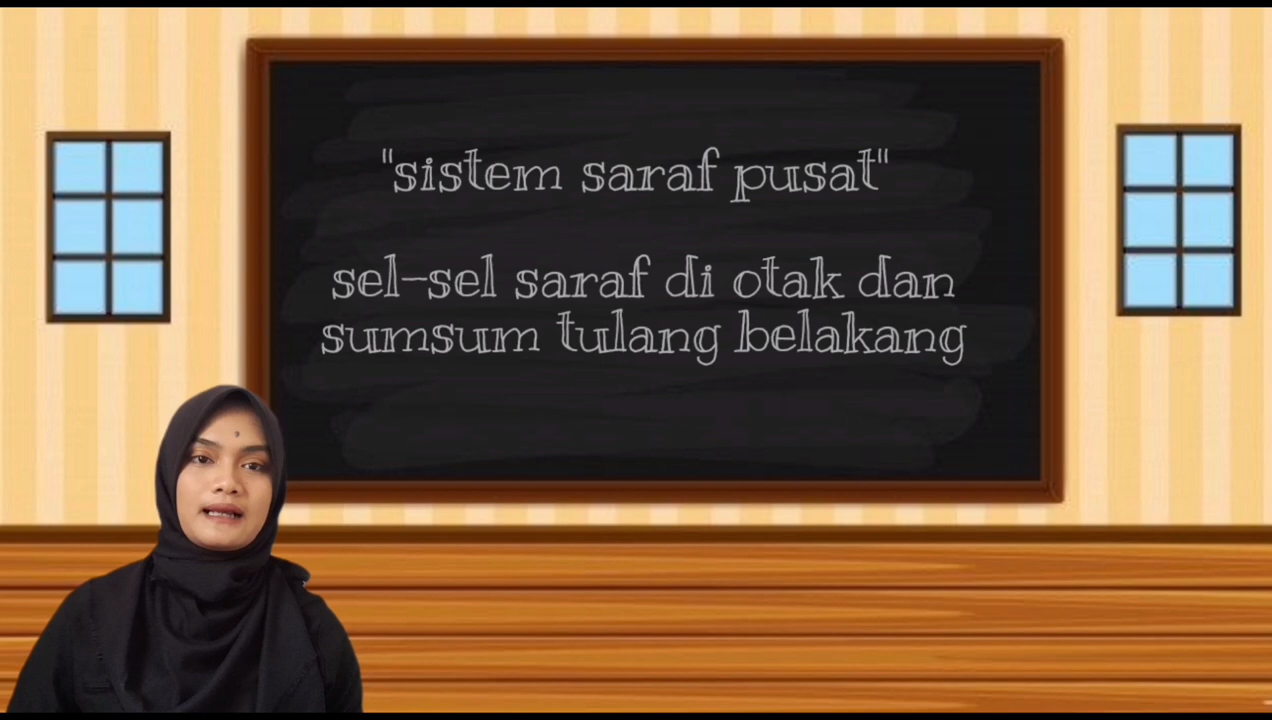 "sistem saraf pusat"
sel-sel saraf di otak dan
sumsum tulang belakang